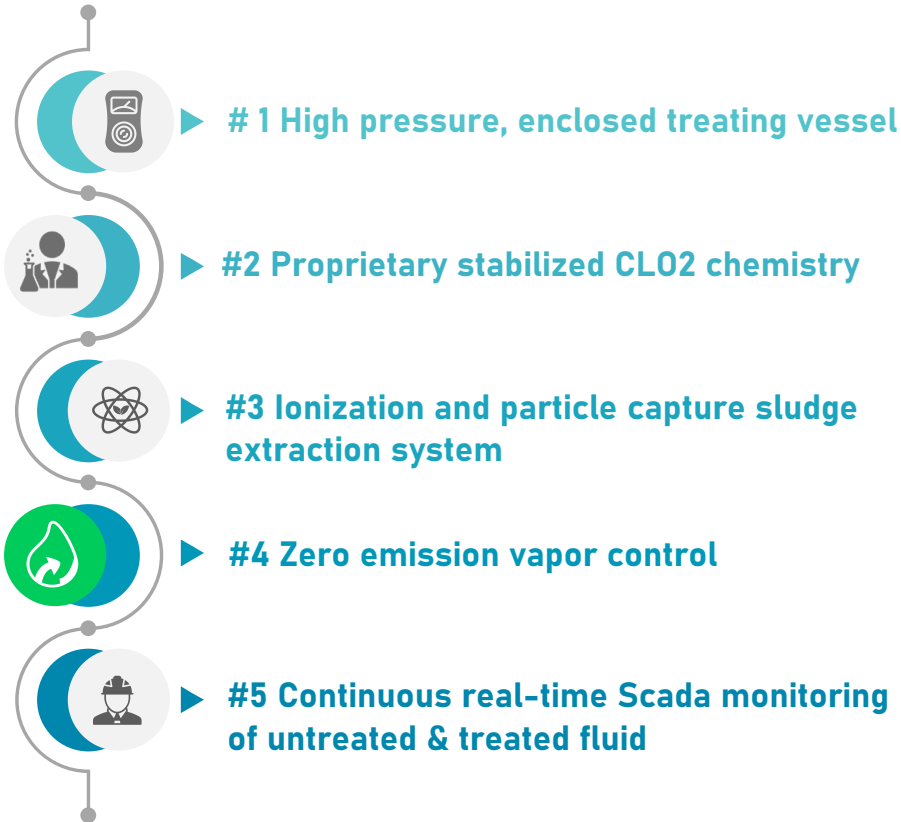 # 1 High pressure, enclosed treating vessel
#2 Proprietary stabilized CLO2 chemistry
#3 Ionization and particle capture sludge
extraction system
#4 Zero emission vapor control
#5 Continuous real-time Scada monitoring
of untreated & treated fluid